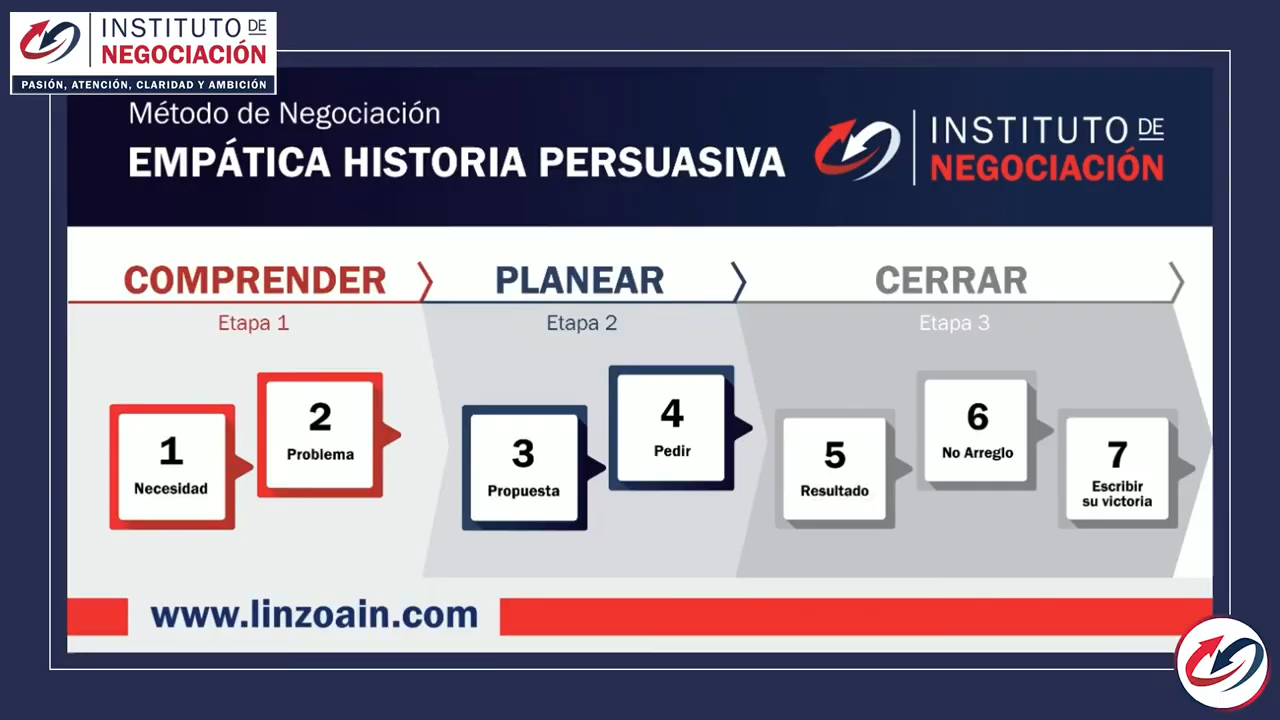 INSTITUTO DE
NEGOCIACIÓN
PASIÓN, ATENCIÓN, CLARIDAD Y AMBICIÓN
Método de Negociación
EMPÁTICA HISTORIA PERSUASIVA
INSTITUTO DE
NEGOCIACIÓN
COMPRENDER
PLANEAR
CERRAR
Etapa 1
Etapa 2
Etapa 3
1
Necesidad
2
Problema
3
Propuesta
4
Pedir
5
Resultado
6
No Arreglo
7
Escribir
su victoria
www.linzoain.com